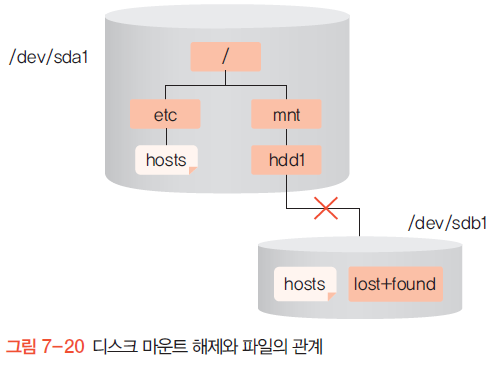 /dev/sda1
/
etc
mnt
hosts
hdd1
/dev/sdb1
hosts
lost+found
그림 7-20 디스크 마운트 해제와 파일의 관계